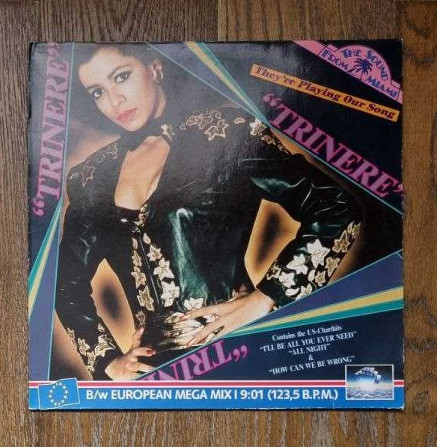 THE SOUND
FROM MIAMI
They're Playing Our Song
"TRINERE"
"TRINERE"
"TRINE
Contains the US-Charthits
"I'LL BE ALL YOU EVER NEED"
"ALL NIGHT"
&
"HOW CAN WE BE WRONG"
B/w EUROPEAN MEGA MIX I 9:01 (123,5 B.P.M.)